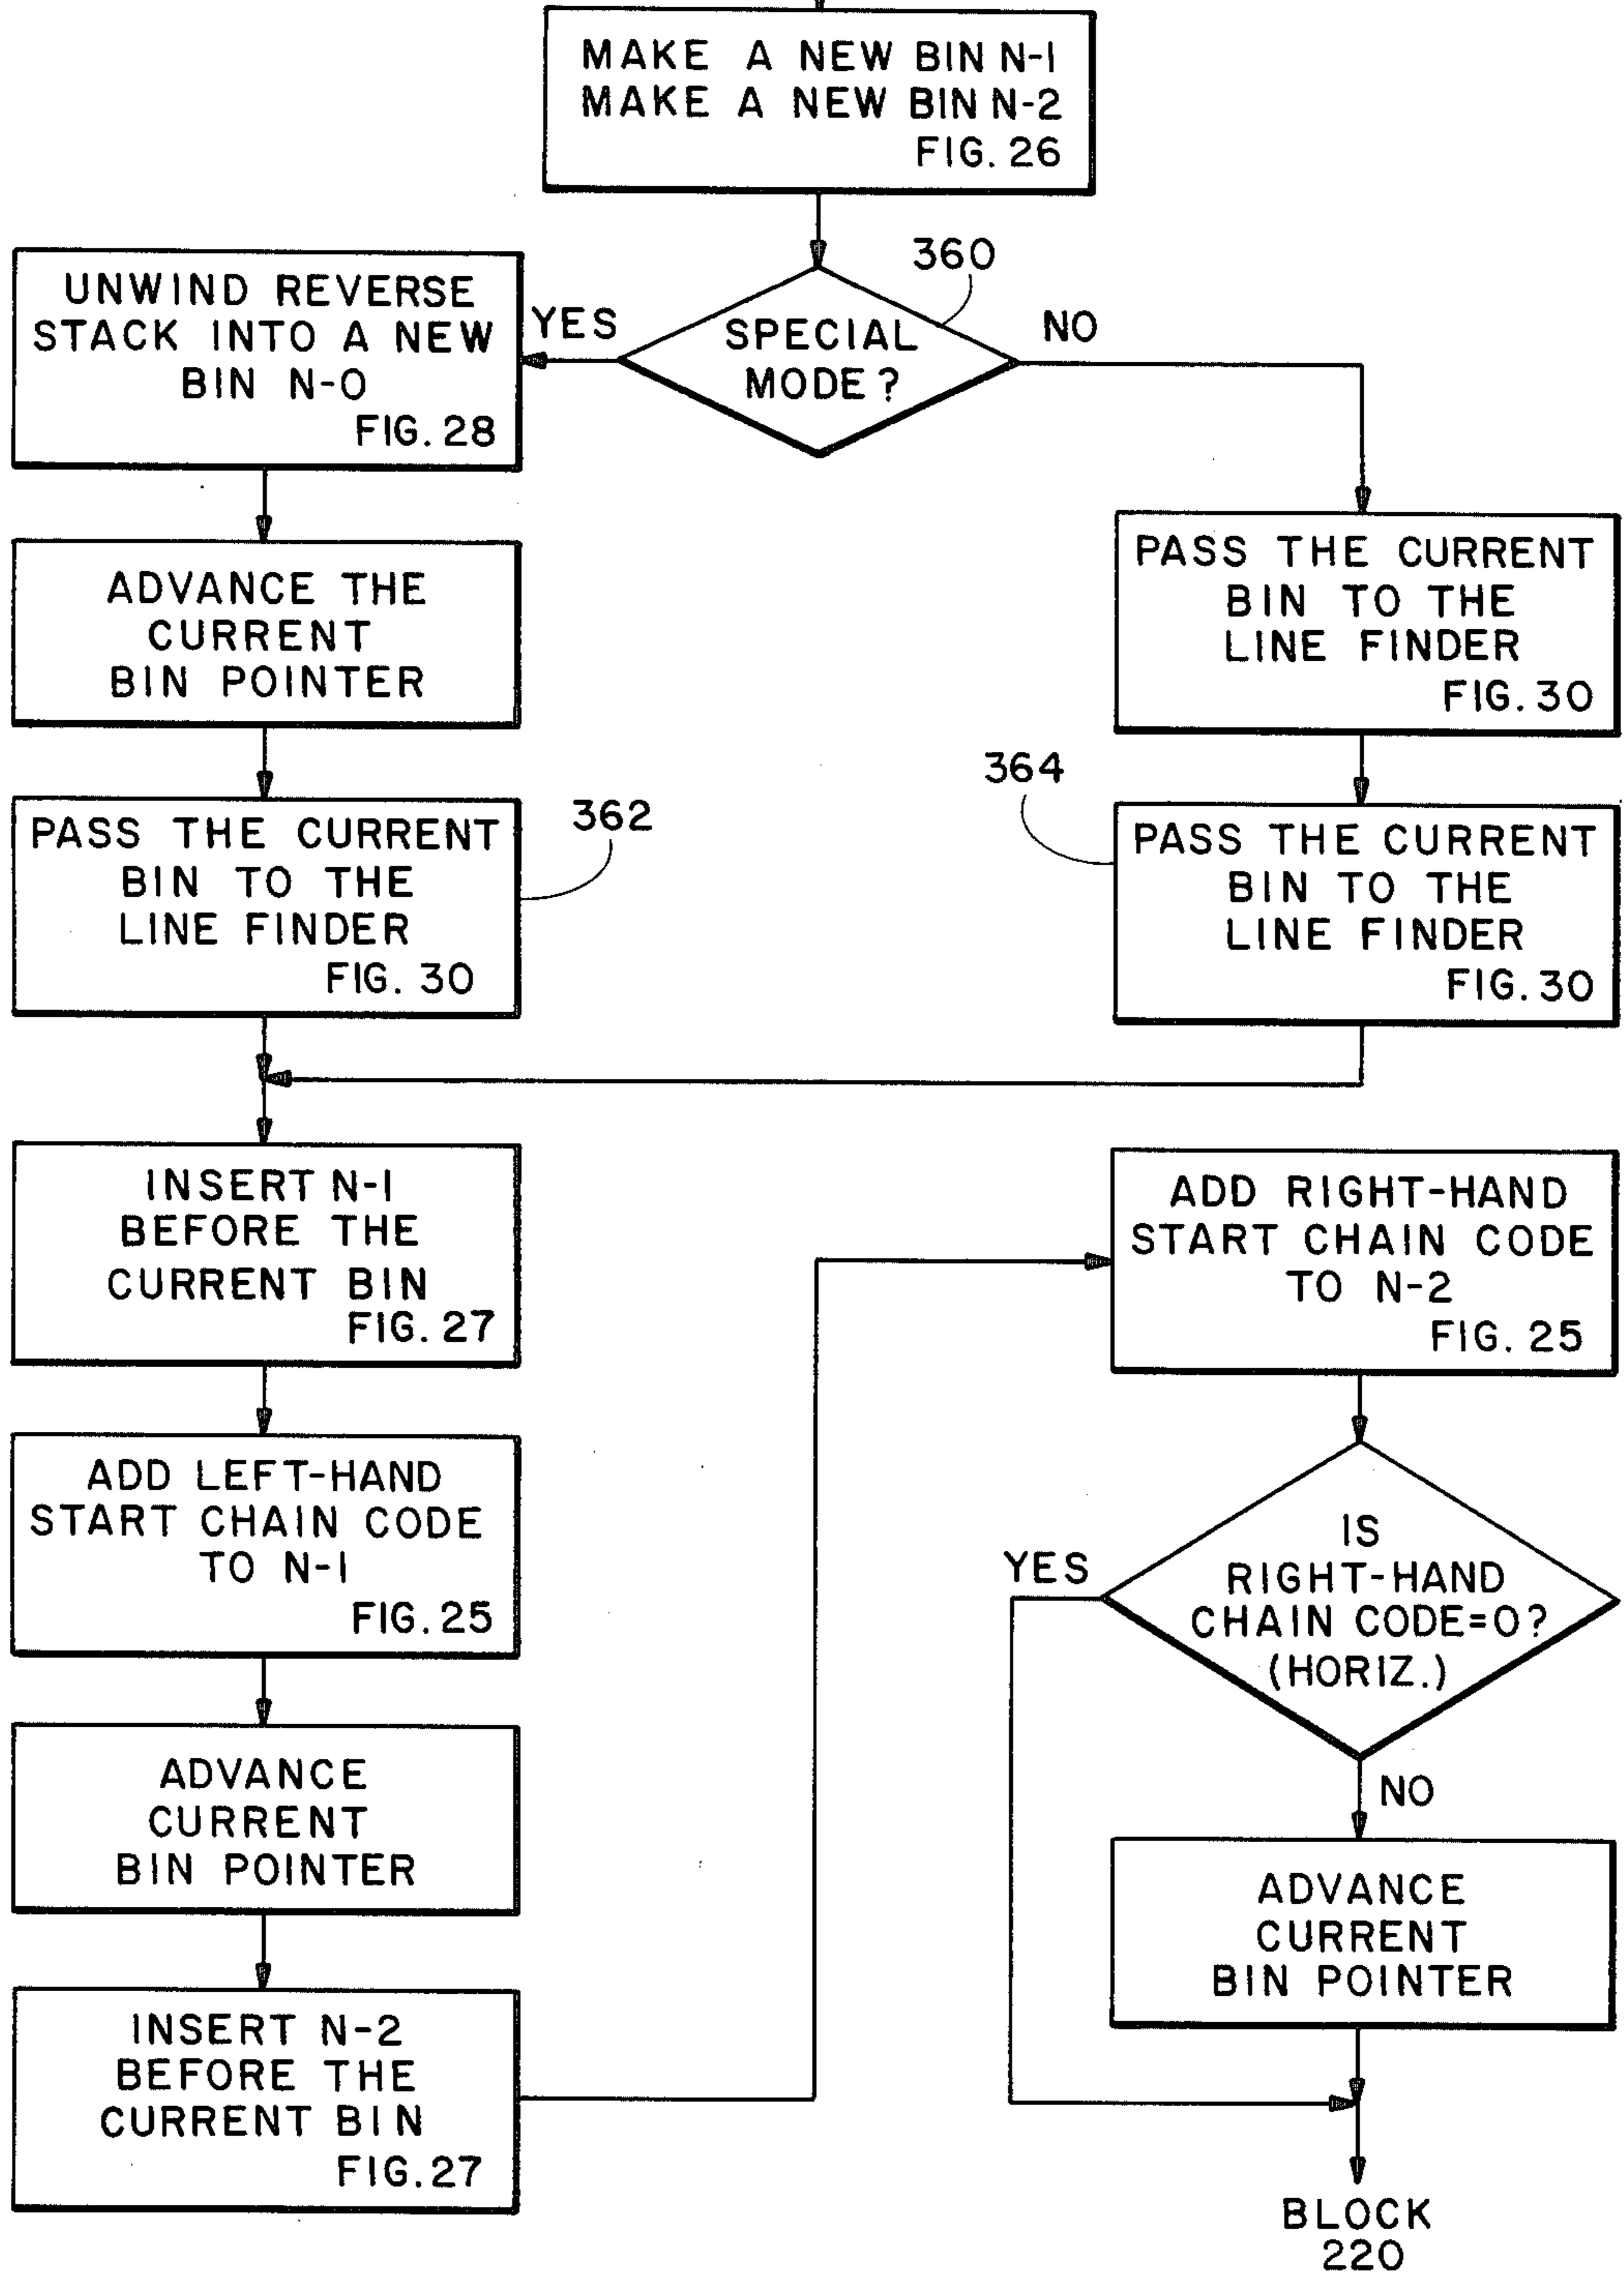 MAKE A NEW BIN N-1
MAKE A NEW BIN N-2
FIG. 26
360
SPECIAL
MODE?
YES
NO
UNWIND REVERSE
STACK INTO A NEW
BIN N-0
FIG. 28
ADVANCE THE
CURRENT
BIN POINTER
PASS THE CURRENT
BIN TO THE
LINE FINDER
FIG. 30
362
PASS THE CURRENT
BIN TO THE
LINE FINDER
FIG. 30
364
PASS THE CURRENT
BIN TO THE
LINE FINDER
FIG. 30
INSERT N-1
BEFORE THE
CURRENT BIN
FIG. 27
ADD LEFT-HAND
START CHAIN CODE
TO N-1
FIG. 25
ADVANCE
CURRENT
BIN POINTER
INSERT N-2
BEFORE THE
CURRENT BIN
FIG. 27
ADD RIGHT-HAND
START CHAIN CODE
TO N-2
FIG. 25
IS
RIGHT-HAND
CHAIN CODE=0?
(HORIZ.)
YES
NO
ADVANCE
CURRENT
BIN POINTER
BLOCK
220